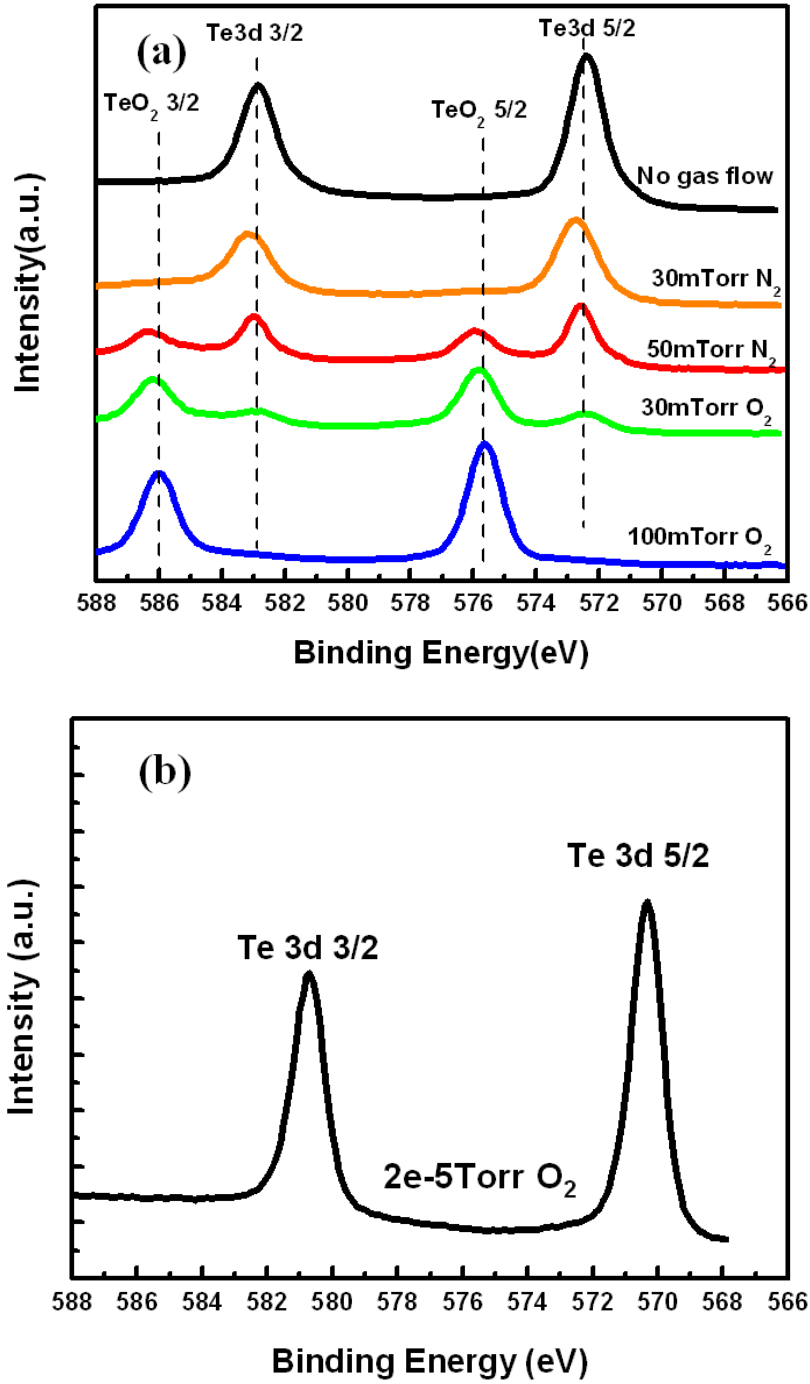 (a)
Te3d 3/2
Te3d 5/2
TeO2 3/2
TeO2 5/2
No gas flow
30mTorr N2
50mTorr N2
30mTorr O2
100mTorr O2
Intensity(a.u.)
588 586 584 582 580 578 576 574 572 570 568 566
Binding Energy(eV)
(b)
Te 3d 5/2
Te 3d 3/2
2e-5Torr O2
Intensity (a.u.)
588 586 584 582 580 578 576 574 572 570 568 566
Binding Energy (eV)